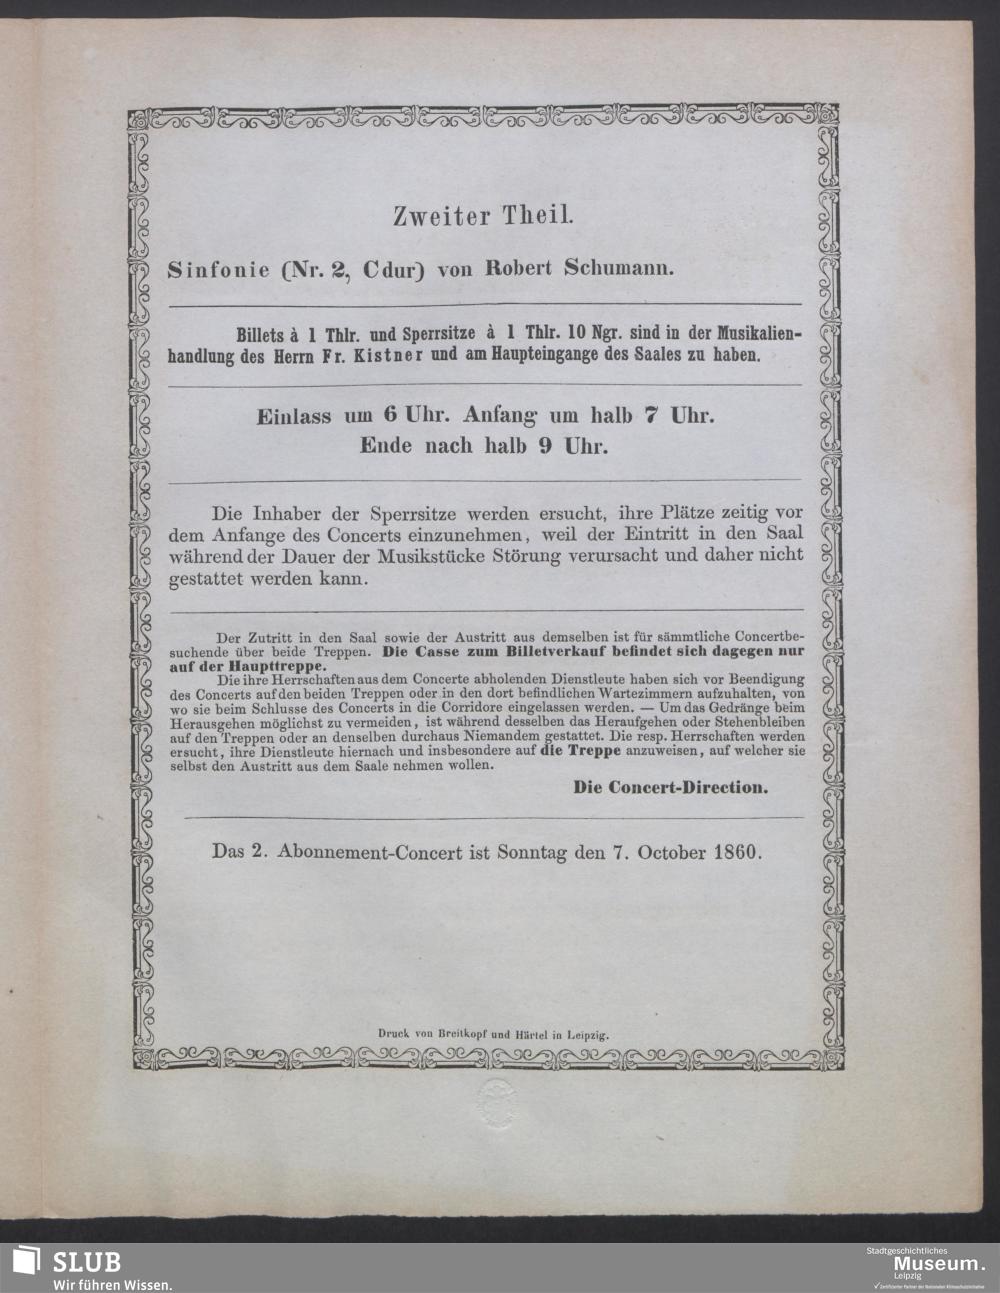 Zweiter Theil.
Sinfonie (Nr. 2, Cdur) von Robert Schumann.
Billets à 1 Thlr. und Sperrsitze à 1 Thlr. 10 Ngr. sind in der Musikalien-
handlung des Herrn Fr. Kistner und am Haupteingange des Saales zu haben.
Einlass um 6 Uhr. Anfang um halb 7 Uhr.
Ende nach halb 9 Uhr.
Die Inhaber der Sperrsitze werden ersucht, ihre Plätze zeitig vor
dem Anfange des Concerts einzunehmen, weil der Eintritt in den Saal
während der Dauer der Musikstücke Störung verursacht und daher nicht
gestattet werden kann.
Der Zutritt in den Saal sowie der Austritt aus demselben ist für sämmtliche Concertbe-
suchende über beide Treppen. Die Casse zum Billetverkauf befindet sich dagegen nur
auf der Haupttreppe.
Die ihre Herrschaften aus dem Concerte abholenden Dienstleute haben sich vor Beendigung
des Concerts auf den beiden Treppen oder in den dort befindlichen Wartezimmern aufzuhalten, von
wo sie beim Schlusse des Concerts in die Corridore eingelassen werden. — Um das Gedränge beim
Herausgehen möglichst zu vermeiden, ist während desselben das Heraufgehen oder Stehenbleiben
auf den Treppen oder an denselben durchaus Niemandem gestattet. Die resp. Herrschaften werden
ersucht, ihre Dienstleute hiernach und insbesondere auf die Treppe anzuweisen, auf welcher sie
selbst den Austritt aus dem Saale nehmen wollen.
Die Concert-Direction.
Das 2. Abonnement-Concert ist Sonntag den 7. October 1860.
Druck von Breitkopf und Härtel in Leipzig.
SLUB
Wir führen Wissen.
Stadtgeschichtliches
Museum.
Leipzig
Zertifizierter Partner der Nationalen Klimaschutzinitiative